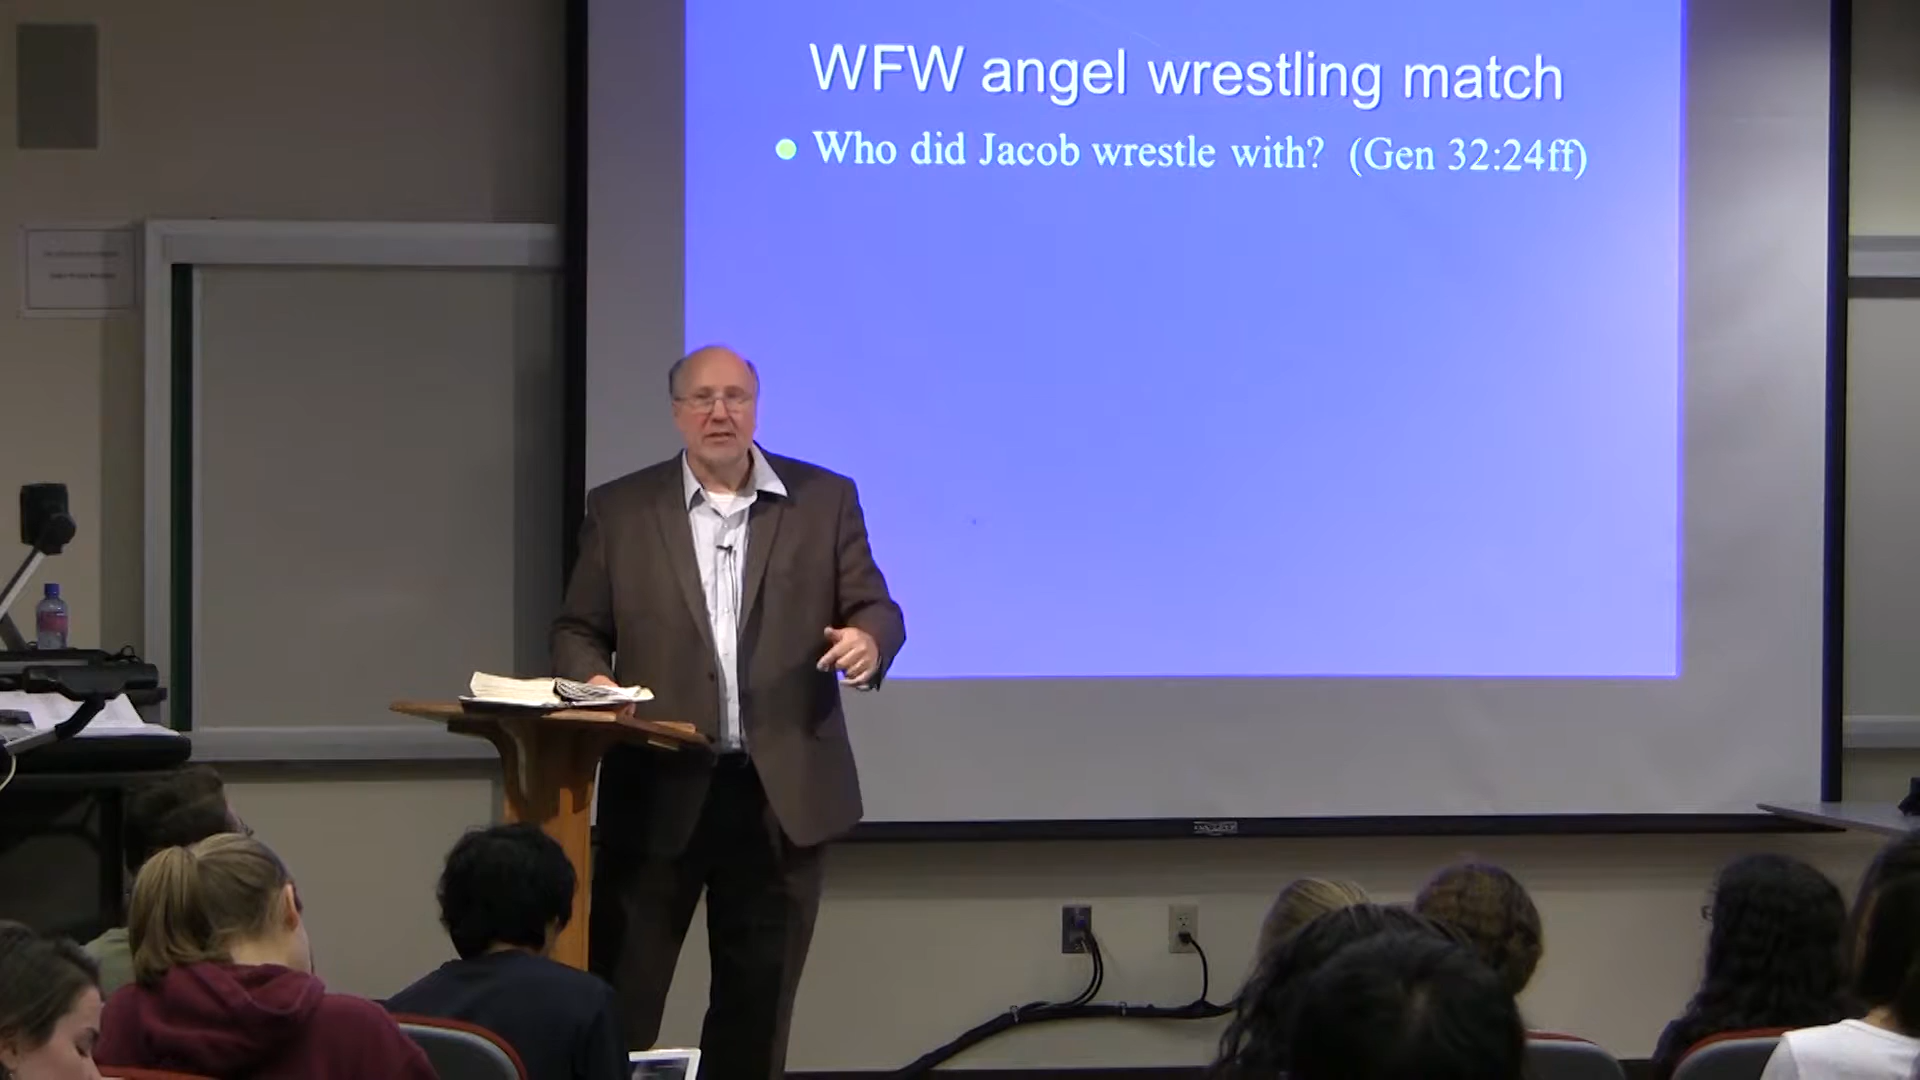 WFW angel wrestling match
• Who did Jacob wrestle with? (Gen 32:24ff)